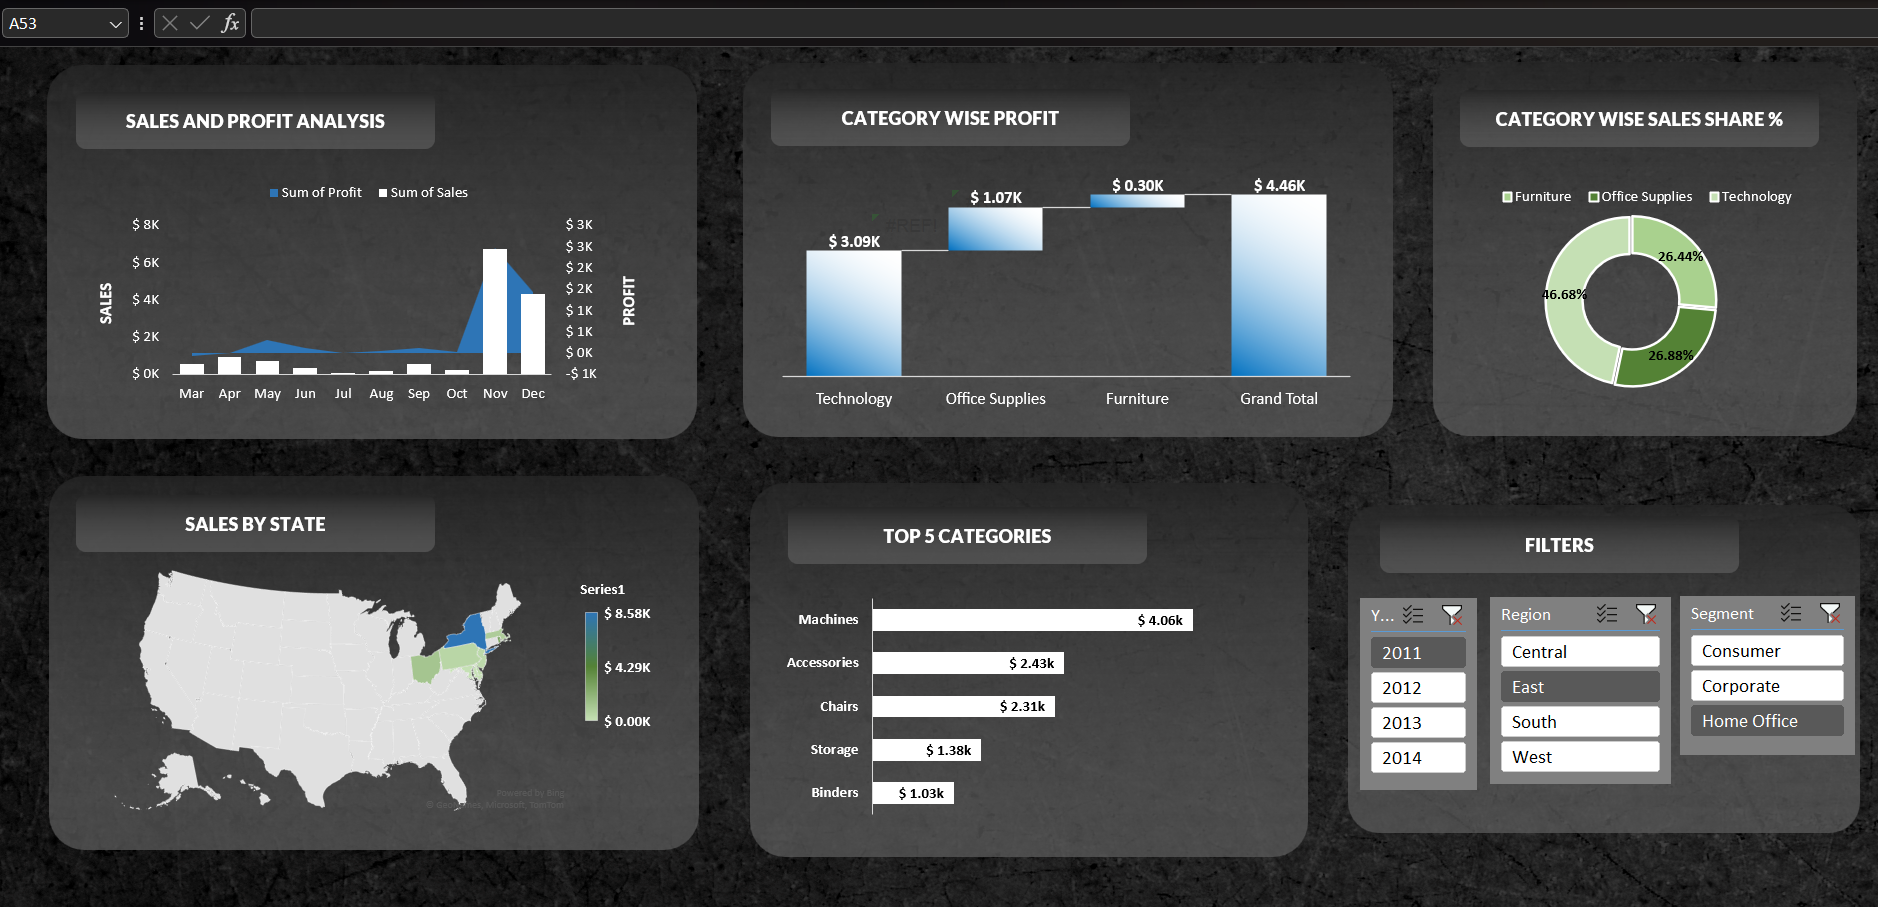 A53
fx
SALES AND PROFIT ANALYSIS
Sum of Profit Sum of Sales
$ 8K
$ 6K
$ 4K
$ 2K
$ 0K
SALES
$ 3K
$ 3K
$ 2K
$ 2K
$ 1K
$ 1K
$ 0K
-$ 1K
PROFIT
Mar Apr May Jun Jul Aug Sep Oct Nov Dec
CATEGORY WISE PROFIT
$ 3.09K
$ 1.07K
$ 0.30K
$ 4.46K
Technology Office Supplies Furniture Grand Total
CATEGORY WISE SALES SHARE %
Furniture Office Supplies Technology
26.44%
46.68%
26.88%
SALES BY STATE
Series1
$ 8.58K
$ 4.29K
$ 0.00K
Powered by Bing
© GeoNames, Microsoft, TomTom
TOP 5 CATEGORIES
Machines $ 4.06k
Accessories $ 2.43k
Chairs $ 2.31k
Storage $ 1.38k
Binders $ 1.03k
FILTERS
Y...
2011
2012
2013
2014
Region
Central
East
South
West
Segment
Consumer
Corporate
Home Office